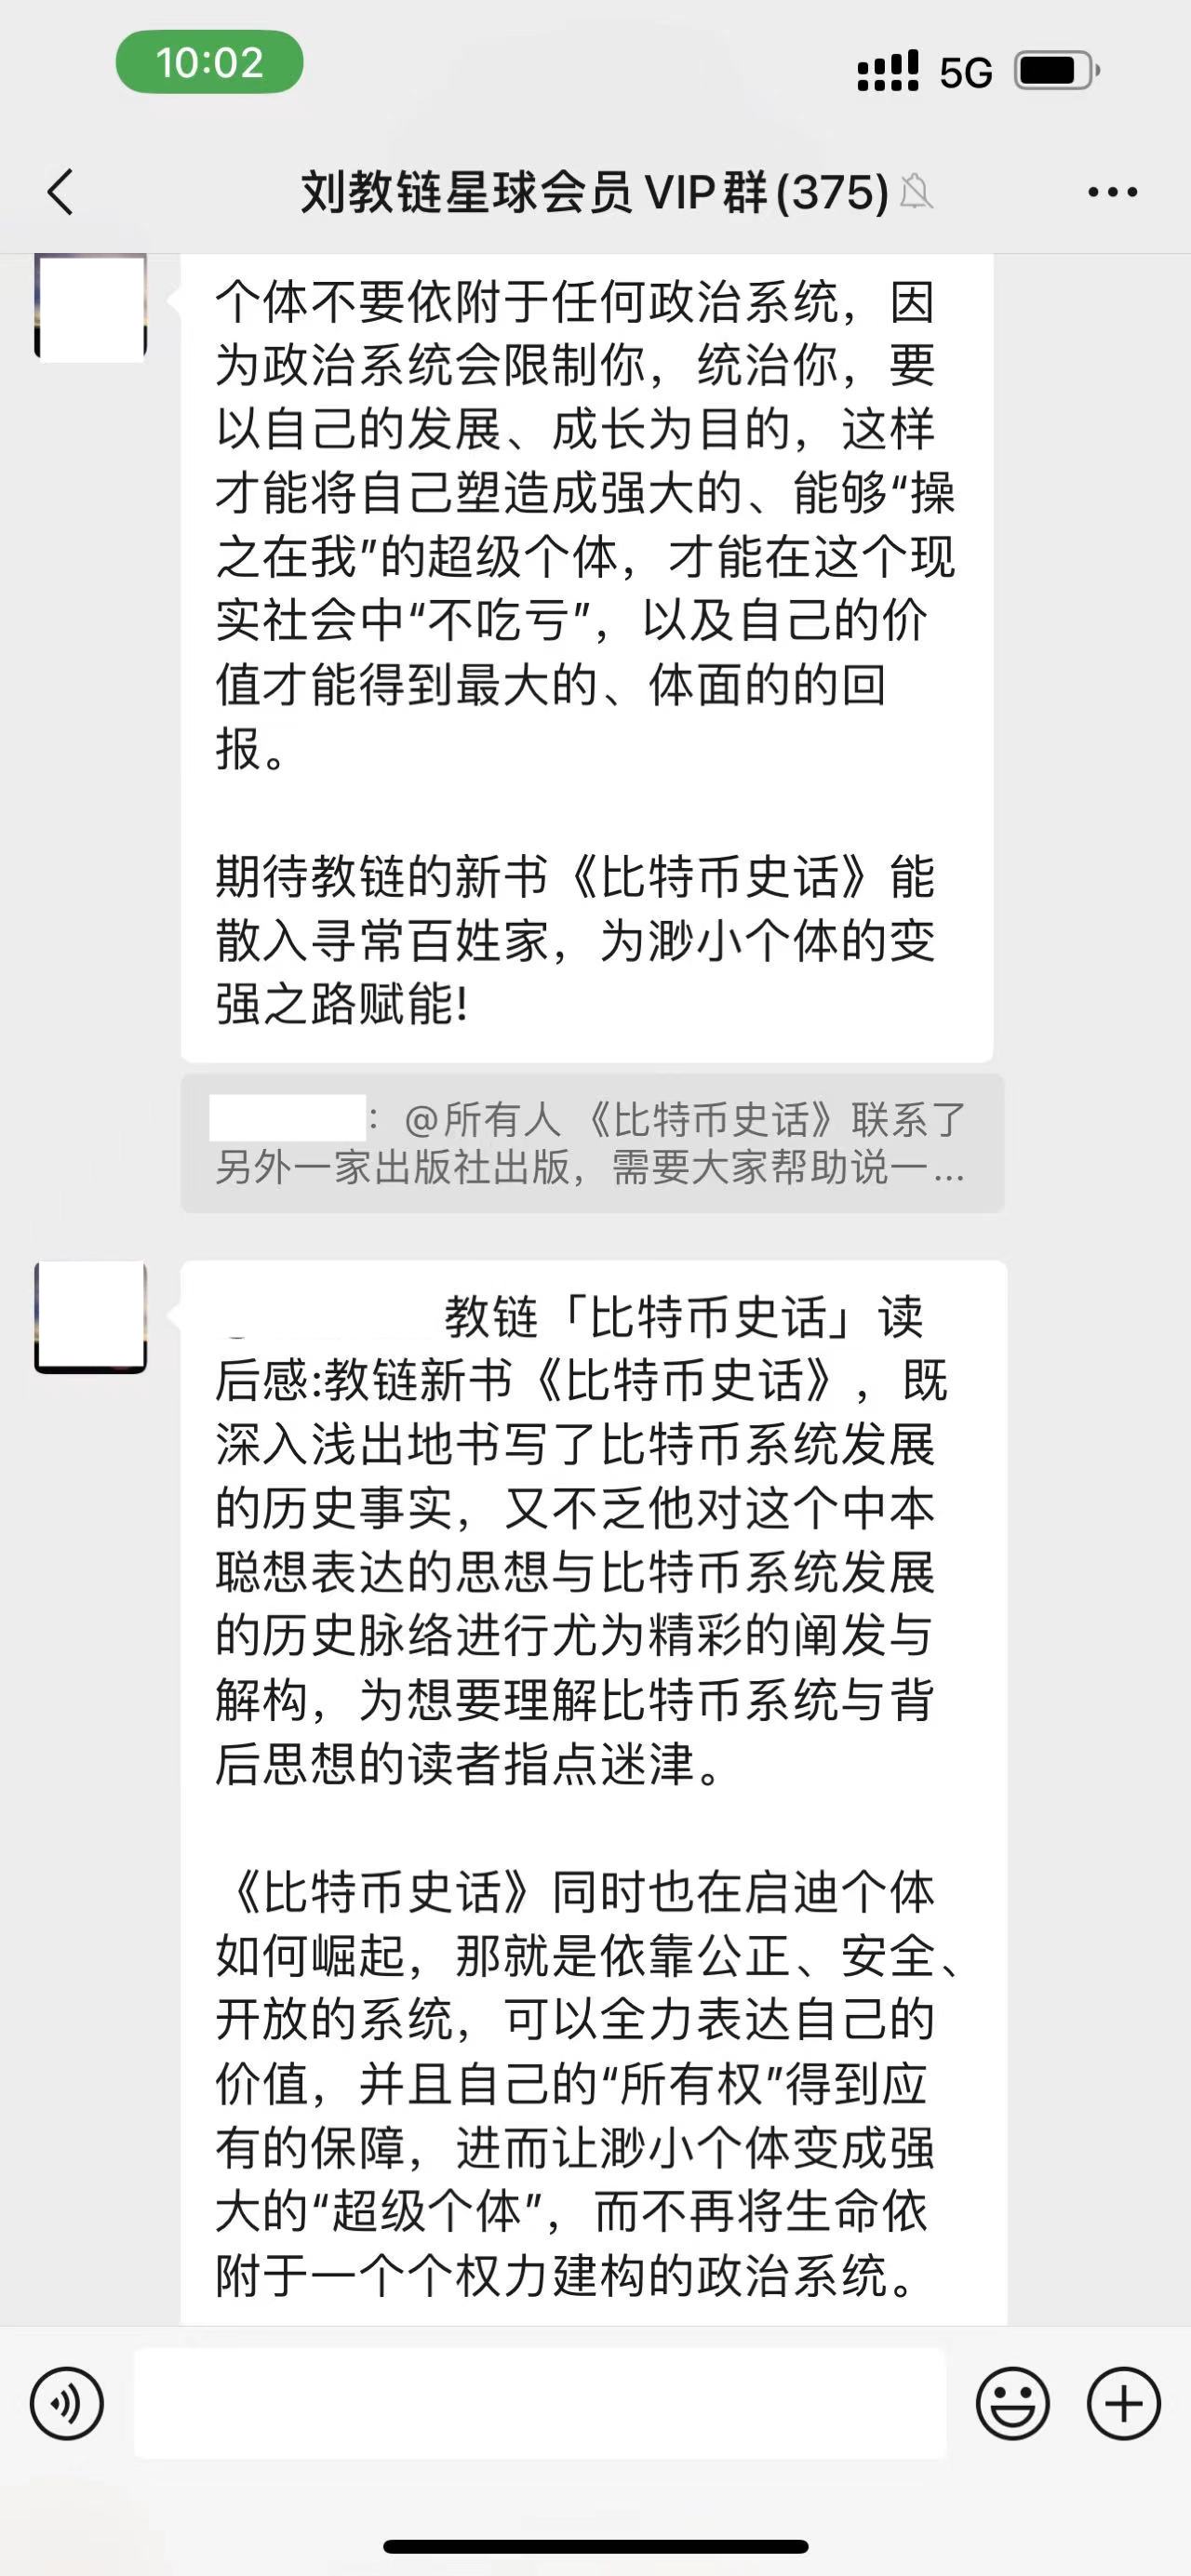 10:02
5G
刘教链星球会员VIP群(375)
个体不要依附于任何政治系统，因
为政治系统会限制你，统治你，要
以自己的发展、成长为目的，这样
才能将自己塑造成强大的、能够“操
之在我”的超级个体，才能在这个现
实社会中“不吃亏”，以及自己的价
值才能得到最大的、体面的的回
报。
期待教链的新书《比特币史话》能
散入寻常百姓家，为渺小个体的变
强之路赋能!
：@所有人《比特币史话》联系了
另外一家出版社出版，需要大家帮助说一...
教链「比特币史话」读
后感:教链新书《比特币史话》，既
深入浅出地书写了比特币系统发展
的历史事实，又不乏他对这个中本
聪想表达的思想与比特币系统发展
的历史脉络进行尤为精彩的阐发与
解构，为想要理解比特币系统与背
后思想的读者指点迷津。
《比特币史话》同时也在启迪个体
如何崛起，那就是依靠公正、安全、
开放的系统，可以全力表达自己的
价值，并且自己的“所有权”得到应
有的保障，进而让渺小个体变成强
大的“超级个体”，而不再将生命依
附于一个个权力建构的政治系统。